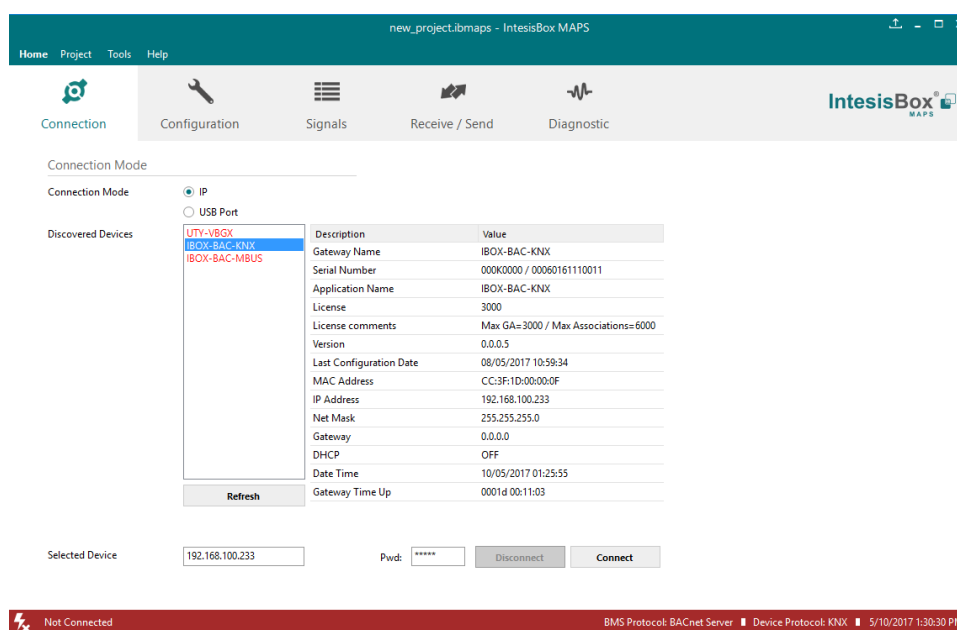 new_project.ibmaps - IntesisBox MAPS
Home Project Tools Help
Connection Configuration Signals Receive / Send Diagnostic
IntesisBox®
MAPS
Connection Mode
Connection Mode IP
USB Port
Discovered Devices
UTY-VBGX
IBOX-BAC-KNX
IBOX-BAC-MBUS
Description Value
Gateway Name IBOX-BAC-KNX
Serial Number 000K0000 / 00060161110011
Application Name IBOX-BAC-KNX
License 3000
License comments Max GA=3000 / Max Associations=6000
Version 0.0.0.5
Last Configuration Date 08/05/2017 10:59:34
MAC Address CC:3F:1D:00:00:0F
IP Address 192.168.100.233
Net Mask 255.255.255.0
Gateway 0.0.0.0
DHCP OFF
Date Time 10/05/2017 01:25:55
Gateway Time Up 0001d 00:11:03
Refresh
Selected Device 192.168.100.233 Pwd: ***** Disconnect Connect
Not Connected BMS Protocol: BACnet Server Device Protocol: KNX 5/10/2017 1:30:30 PM